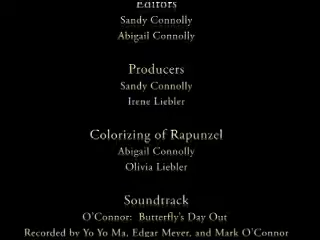 Editors
Sandy Connolly
Abigail Connolly
Producers
Sandy Connolly
Irene Liebler
Colorizing of Rapunzel
Abigail Connolly
Olivia Liebler
Soundtrack
O'Connor: Butterfly's Day Out
Recorded by Yo Yo Ma, Edgar Meyer, and Mark O'Connor